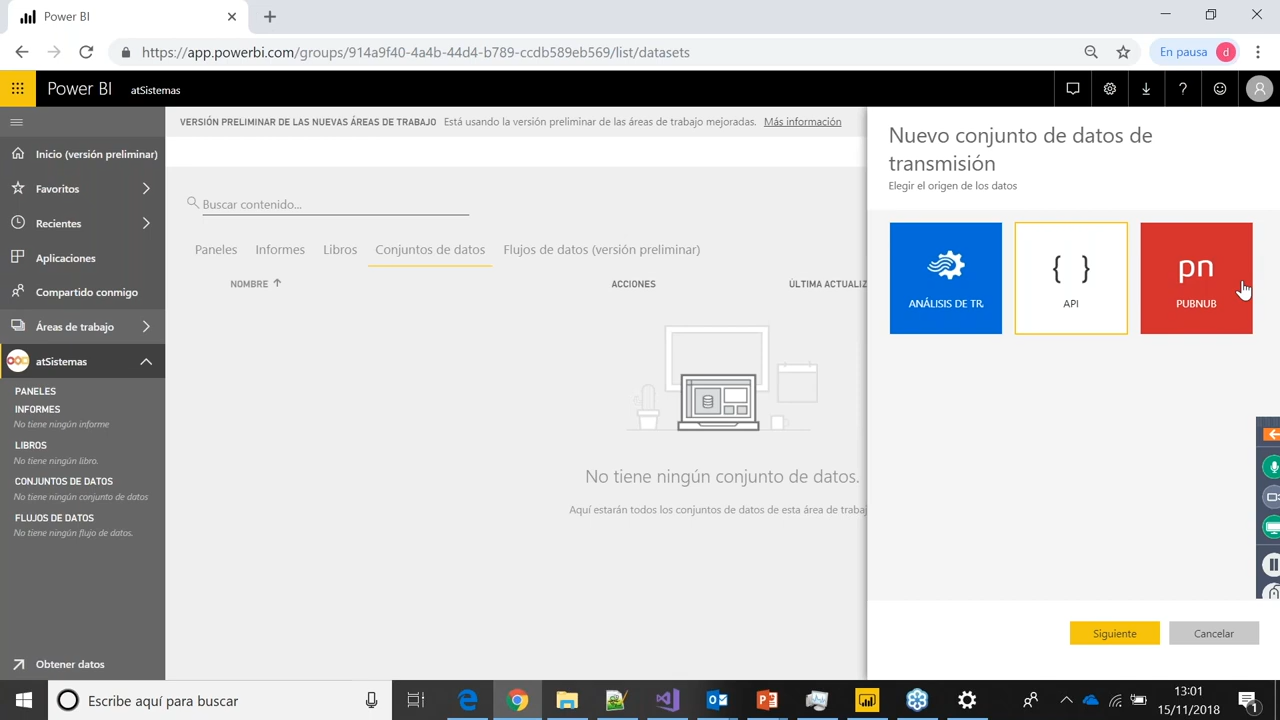 Power BI
https://app.powerbi.com/groups/914a9f40-4a4b-44d4-b789-ccdb589eb569/list/datasets
En pausa
d
Power BI
atSistemas
VERSIÓN PRELIMINAR DE LAS NUEVAS ÁREAS DE TRABAJO Está usando la versión preliminar de las áreas de trabajo mejoradas. Más información
Inicio (versión preliminar)
Favoritos
Recientes
Aplicaciones
Compartido conmigo
Áreas de trabajo
atSistemas
PANELES
INFORMES
No tiene ningún informe
LIBROS
No tiene ningún libro.
CONJUNTOS DE DATOS
No tiene ningún conjunto de datos
FLUJOS DE DATOS
No tiene ningún flujo de datos.
Obtener datos
Buscar contenido...
Paneles Informes Libros Conjuntos de datos Flujos de datos (versión preliminar)
NOMBRE ACCIONES ÚLTIMA ACTUALIZ
No tiene ningún conjunto de datos.
Aquí estarán todos los conjuntos de datos de esta área de trabaj
Nuevo conjunto de datos de
transmisión
Elegir el origen de los datos
ANÁLISIS DE TR.
{ }
API
pn
PUBNUB
Siguiente
Cancelar
Escribe aquí para buscar
13:01
15/11/2018
1